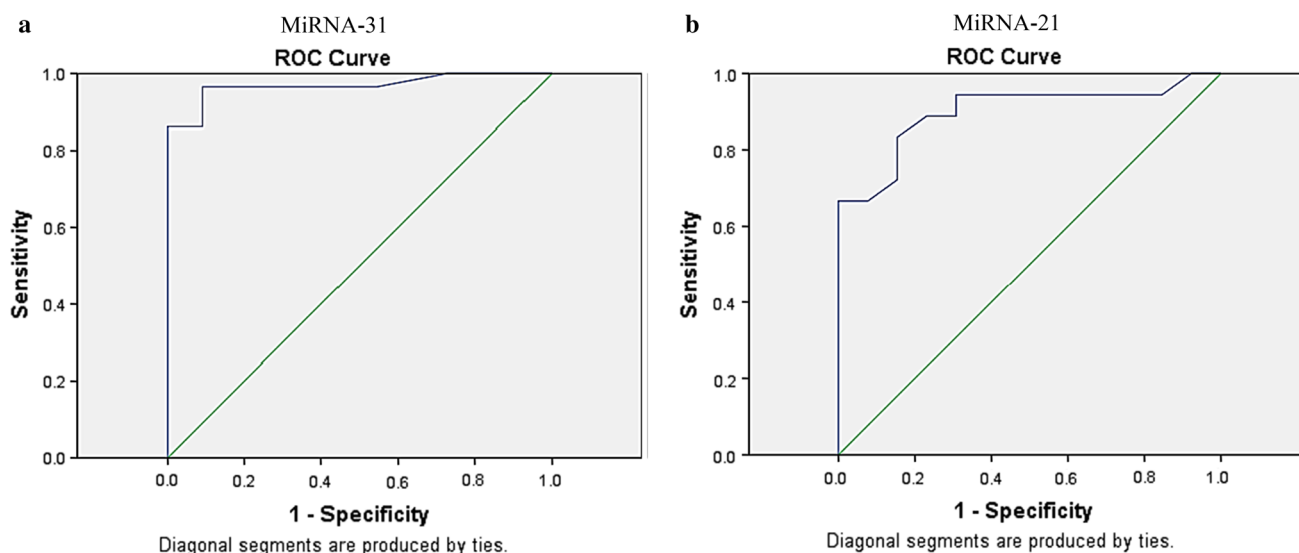 a
MiRNA-31
ROC Curve
1.0
0.8
0.6
0.4
0.2
0.0
Sensitivity
0.0 0.2 0.4 0.6 0.8 1.0
1 - Specificity
Diagonal segments are produced by ties.
b
MiRNA-21
ROC Curve
1.0
0.8
0.6
0.4
0.2
0.0
Sensitivity
0.0 0.2 0.4 0.6 0.8 1.0
1 - Specificity
Diagonal segments are produced by ties.